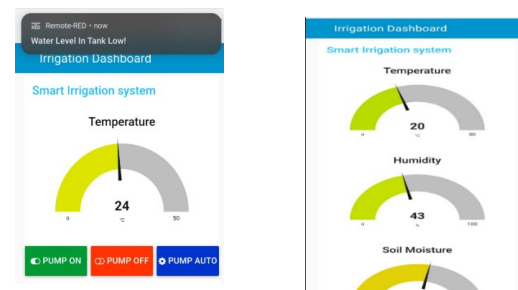 Remote-RED • now
Water Level In Tank Low!
Irrigation Dashboard
Smart Irrigation system
Temperature
24
°C
0
50
PUMP ON
PUMP OFF
PUMP AUTO
Irrigation Dashboard
Smart Irrigation system
Temperature
20
°C
0
50
Humidity
43
%
0
100
Soil Moisture